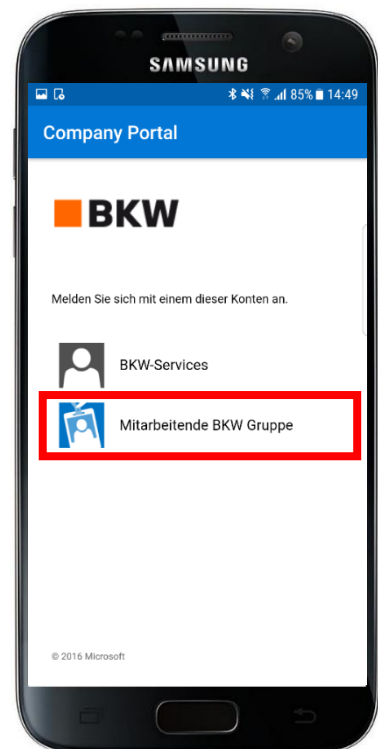 SAMSUNG
85% 14:49
Company Portal
BKW
Melden Sie sich mit einem dieser Konten an.
BKW-Services
Mitarbeitende BKW Gruppe
© 2016 Microsoft